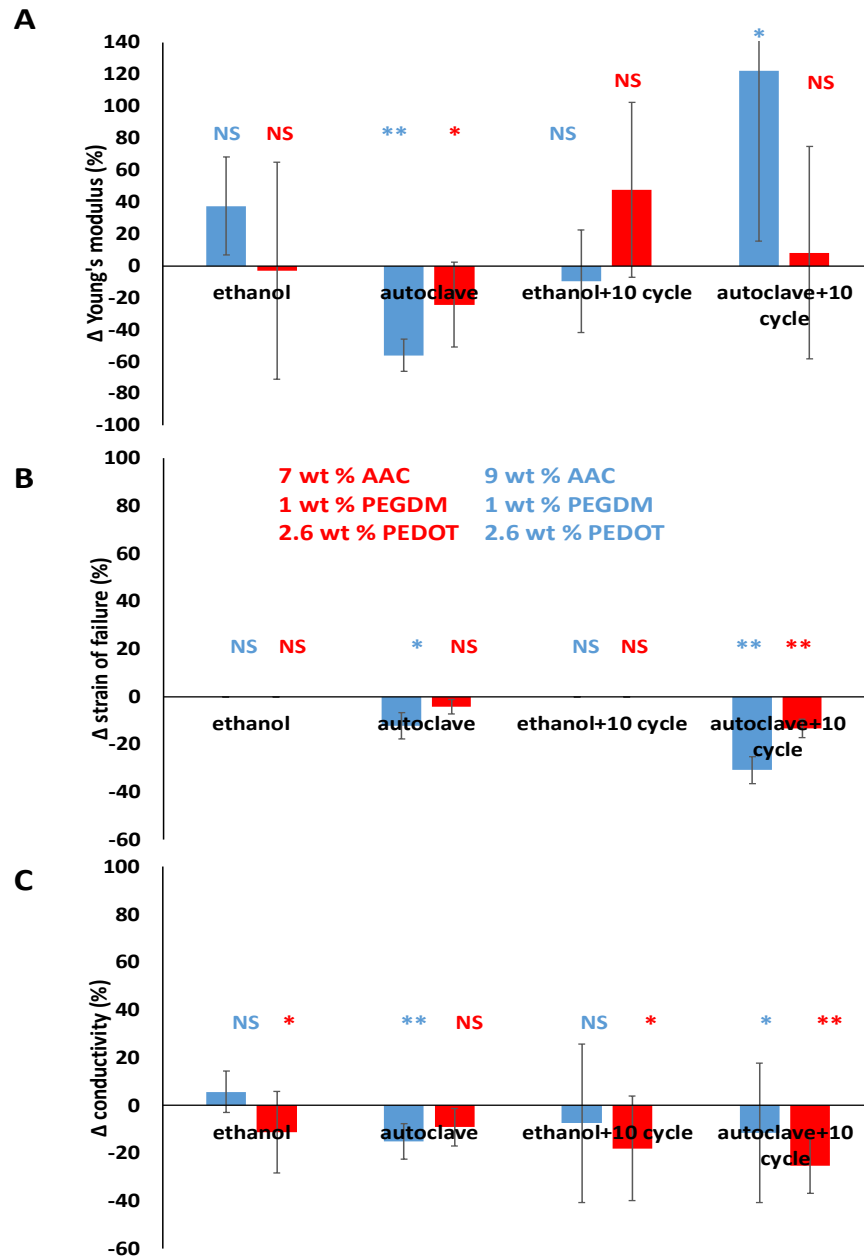 A
Δ Young's modulus (%)
140
120
100
80
60
40
20
0
-20
-40
-60
-80
-100
NS NS ** * NS NS * NS
ethanol autoclave ethanol+10 cycle autoclave+10
cycle
B
Δ strain of failure (%)
100
80
60
40
20
0
-20
-40
-60
7 wt % AAC 9 wt % AAC
1 wt % PEGDM 1 wt % PEGDM
2.6 wt % PEDOT 2.6 wt % PEDOT
NS NS * NS NS NS ** **
ethanol autoclave ethanol+10 cycle autoclave+10
cycle
C
Δ conductivity (%)
100
80
60
40
20
0
-20
-40
-60
NS * ** NS NS * * **
ethanol autoclave ethanol+10 cycle autoclave+10
cycle